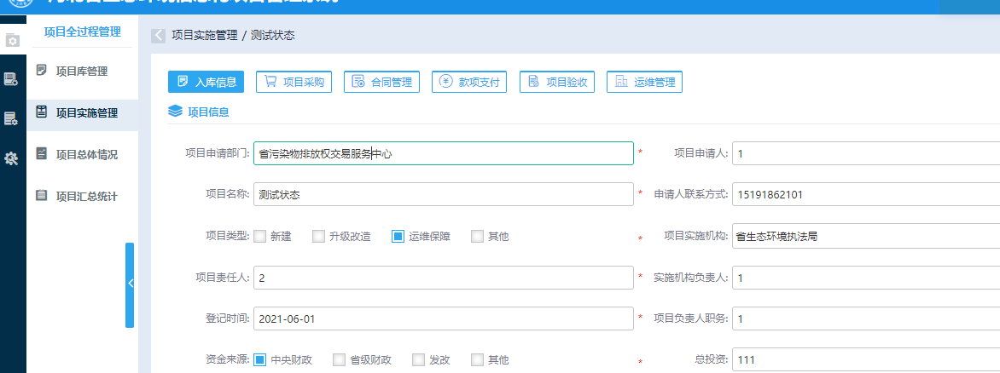 项目全过程管理
项目库管理
项目实施管理
项目总体情况
项目汇总统计
项目实施管理 / 测试状态
入库信息 项目采购 合同管理 款项支付 项目验收 运维管理
项目信息
项目申请部门: 省污染物排放权交易服务中心 * 项目申请人: 1
项目名称: 测试状态 * 申请人联系方式: 15191862101
项目类型: 新建 升级改造 运维保障 其他 * 项目实施机构: 省生态环境执法局
项目责任人: 2 * 实施机构负责人: 1
登记时间: 2021-06-01 * 项目负责人职务: 1
资金来源: 中央财政 省级财政 发改 其他 * 总投资: 111